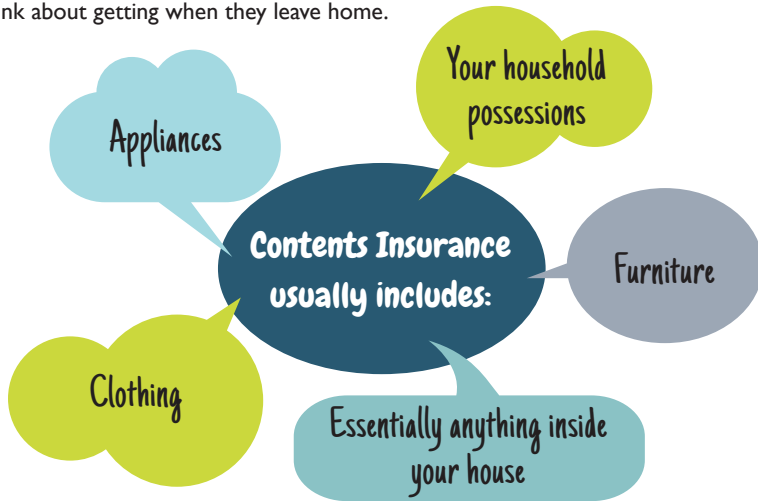 about getting when they leave home.
Your household
possessions
Appliances
Contents Insurance
usually includes:
Furniture
Clothing
Essentially anything inside
your house